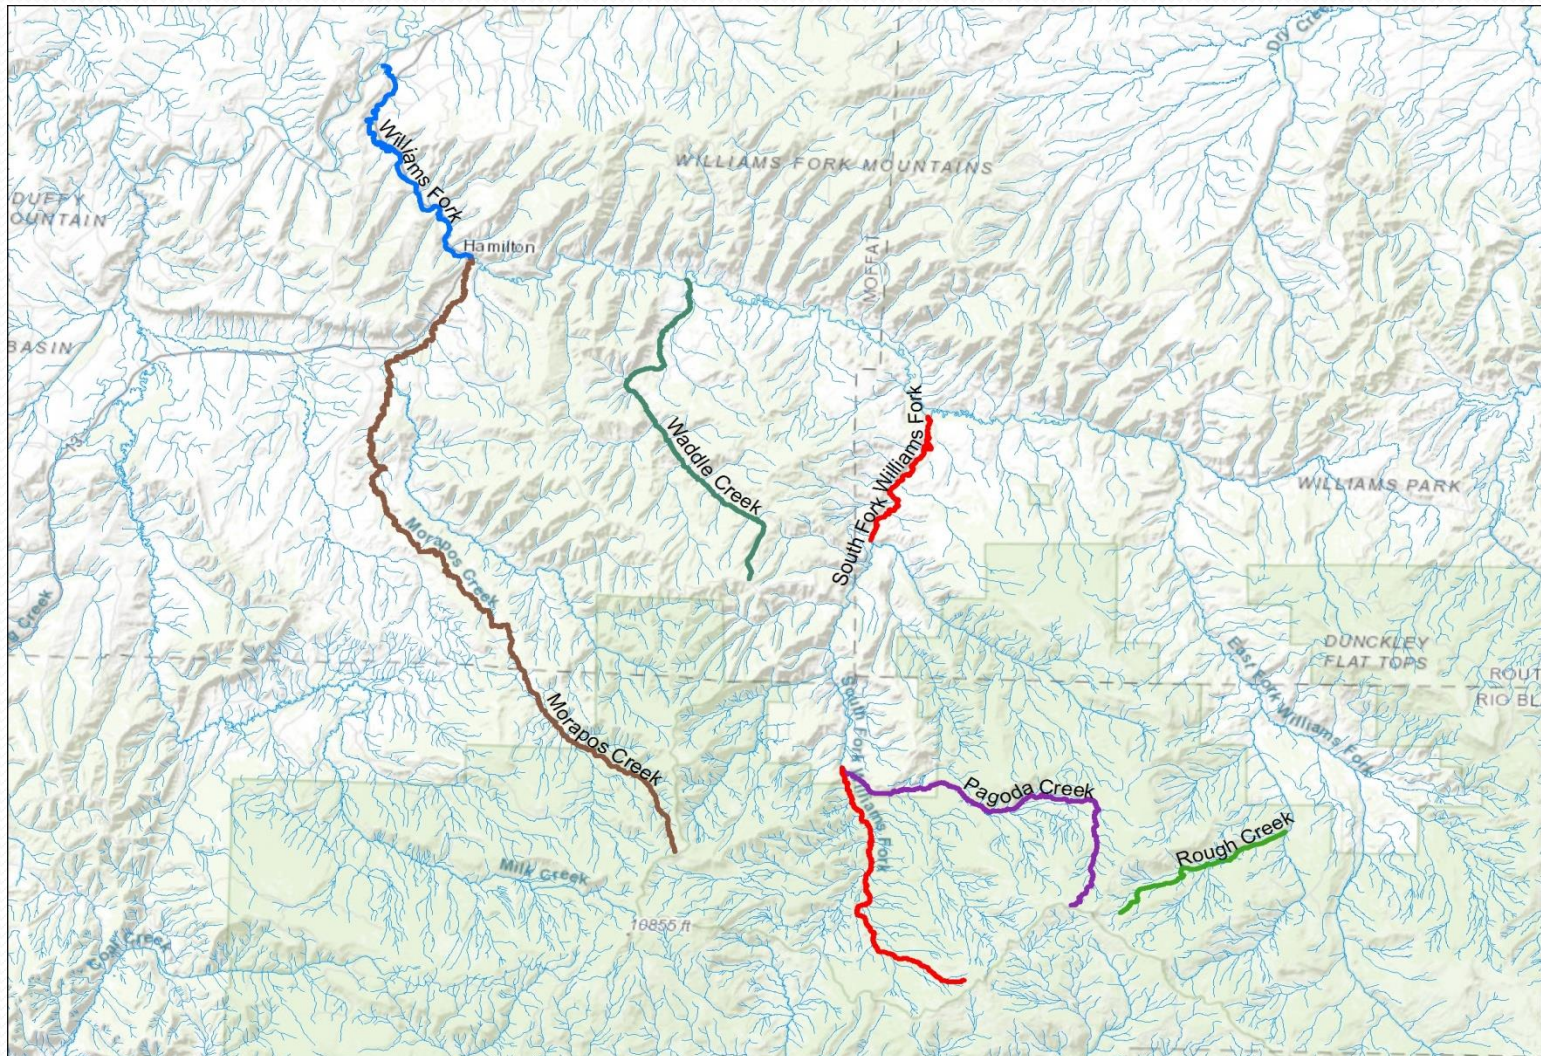 Dry Creek
Williams Fork
WILLIAMS FORK MOUNTAINS
DUFFY
OUNTAIN
Hamilton
MOFFAT
BASIN
13
South Fork Williams Fork
Waddle Creek
WILLIAMS PARK
Morapos Creek
g Creek
DUNCKLEY
FLAT TOPS
East Fork Williams Fork
ROUT
RIO BL
South Fork Williams Fork
Morapos Creek
Pagoda Creek
Rough Creek
Milk Creek
10855 ft
Coal Creek